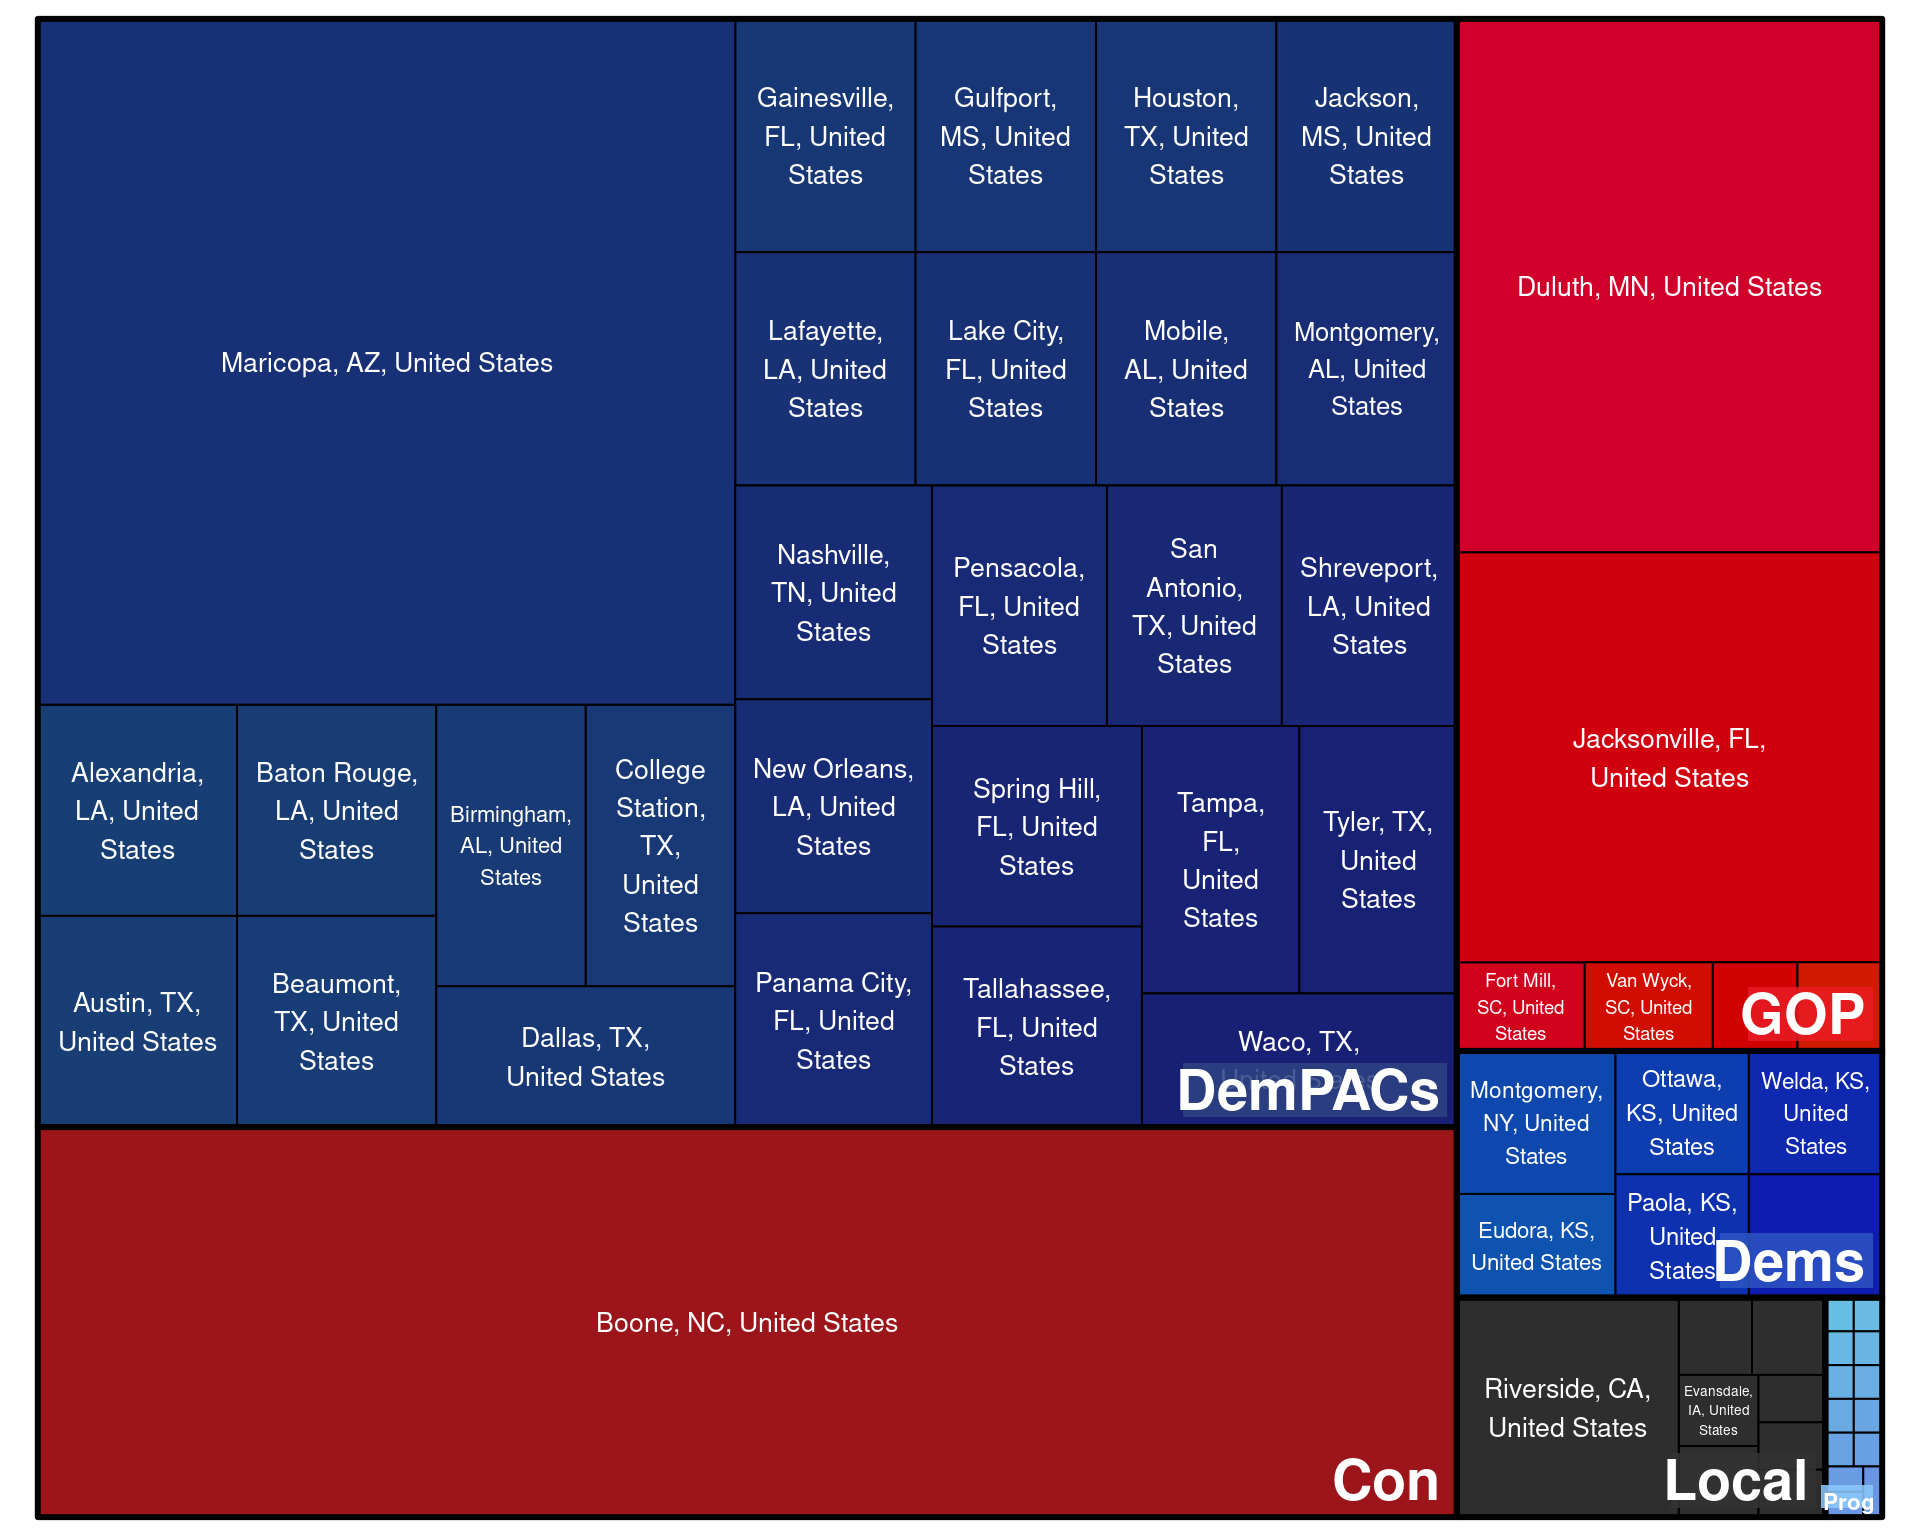 Maricopa, AZ, United States
Gainesville,
FL, United
States
Gulfport,
MS, United
States
Houston,
TX, United
States
Jackson,
MS, United
States
Lafayette,
LA, United
States
Lake City,
FL, United
States
Mobile,
AL, United
States
Montgomery,
AL, United
States
Nashville,
TN, United
States
Pensacola,
FL, United
States
San
Antonio,
TX, United
States
Shreveport,
LA, United
States
Alexandria,
LA, United
States
Baton Rouge,
LA, United
States
Birmingham,
AL, United
States
College
Station,
TX,
United
States
New Orleans,
LA, United
States
Spring Hill,
FL, United
States
Tampa,
FL,
United
States
Tyler, TX,
United
States
Austin, TX,
United States
Beaumont,
TX, United
States
Dallas, TX,
United States
Panama City,
FL, United
States
Tallahassee,
FL, United
States
Waco, TX,
United States
DemPACs
Boone, NC, United States
Con
Duluth, MN, United States
Jacksonville, FL,
United States
Fort Mill,
SC, United
States
Van Wyck,
SC, United
States
GOP
Montgomery,
NY, United
States
Ottawa,
KS, United
States
Welda, KS,
United
States
Eudora, KS,
United States
Paola, KS,
United
States
Dems
Riverside, CA,
United States
Evansdale,
IA, United
States
Local
Prog